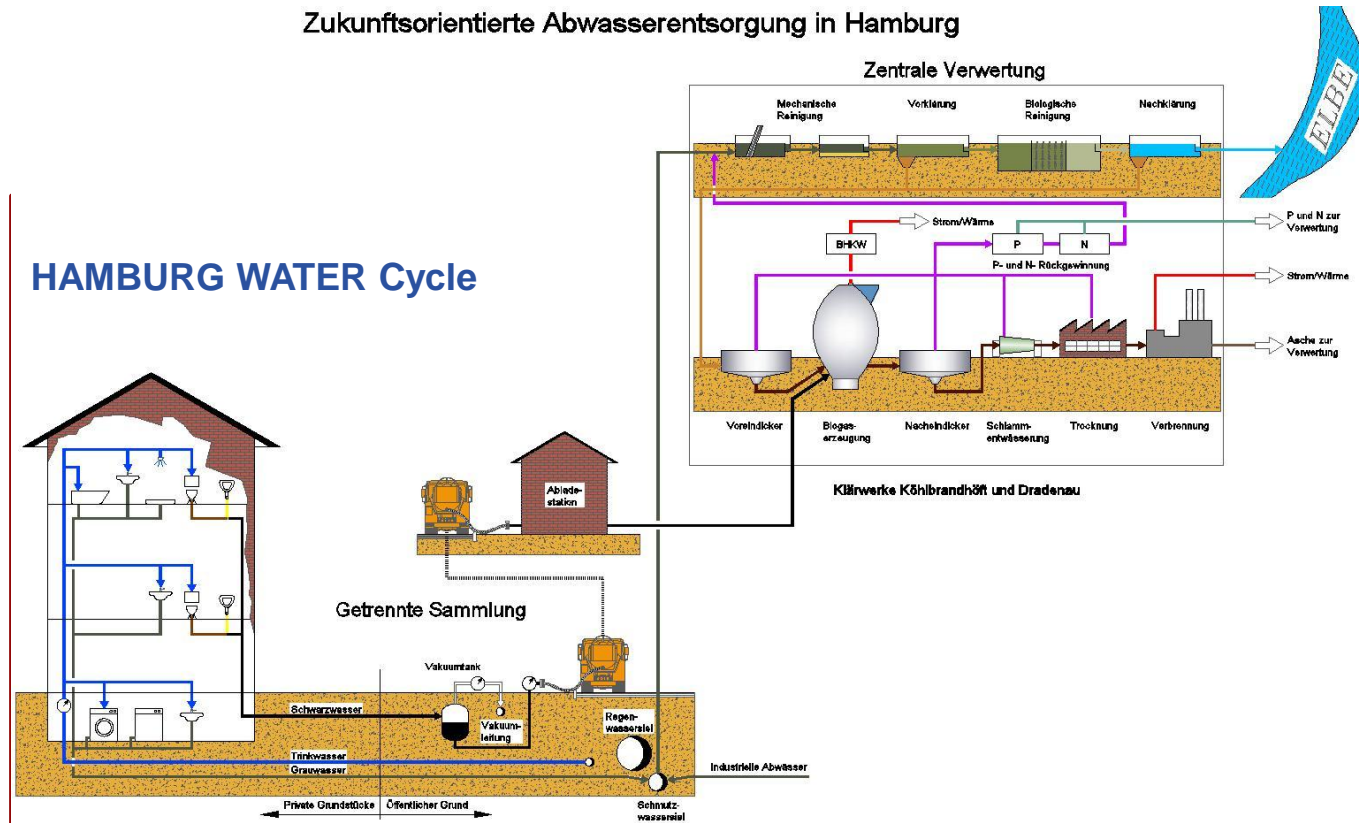 Zukunftsorientierte Abwasserentsorgung in Hamburg
Zentrale Verwertung
Mechanische
Reinigung
Vorklärung
Biologische
Reinigung
Nachklärung
ELBE
Strom/Wärme
BHKW
P
N
P- und N- Rückgewinnung
P und N zur
Verwertung
Strom/Wärme
Asche zur
Verwertung
HAMBURG WATER Cycle
Voreindicker
Biogas-
erzeugung
Nacheindicker
Schlamm-
entwässerung
Trocknung
Verbrennung
Klärwerke Köhlbrandhöft und Dradenau
Ablade-
station
Getrennte Sammlung
Vakuumtank
Schwarzwasser
Vakuum-
leitung
Regen-
wassersiel
Trinkwasser
Grauwasser
Industrielle Abwässer
Private Grundstücke
Öffentlicher Grund
Schmutz-
wassersiel